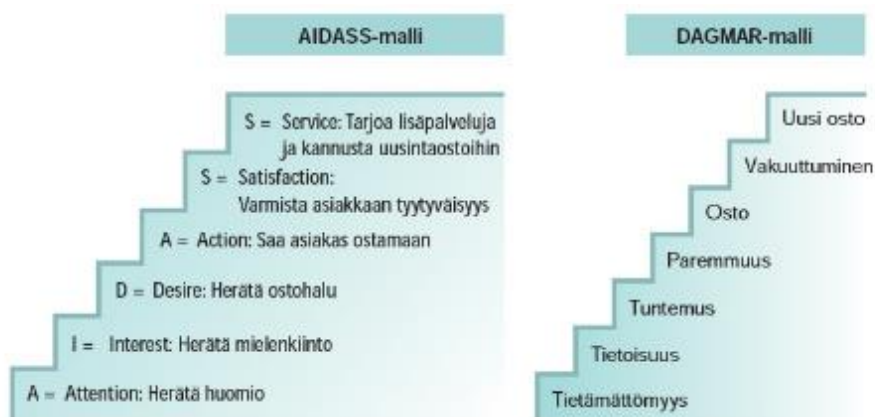 AIDASS-malli
S = Service: Tarjoa lisäpalveluja
ja kannusta uusintaostoihin
S = Satisfaction:
Varmista asiakkaan tyytyväisyys
A = Action: Saa asiakas ostamaan
D = Desire: Herätä ostohalu
I = Interest: Herätä mielenkiinto
A = Attention: Herätä huomio
DAGMAR-malli
Uusi osto
Vakuuttuminen
Osto
Paremmuus
Tuntemus
Tietoisuus
Tietämättömyys